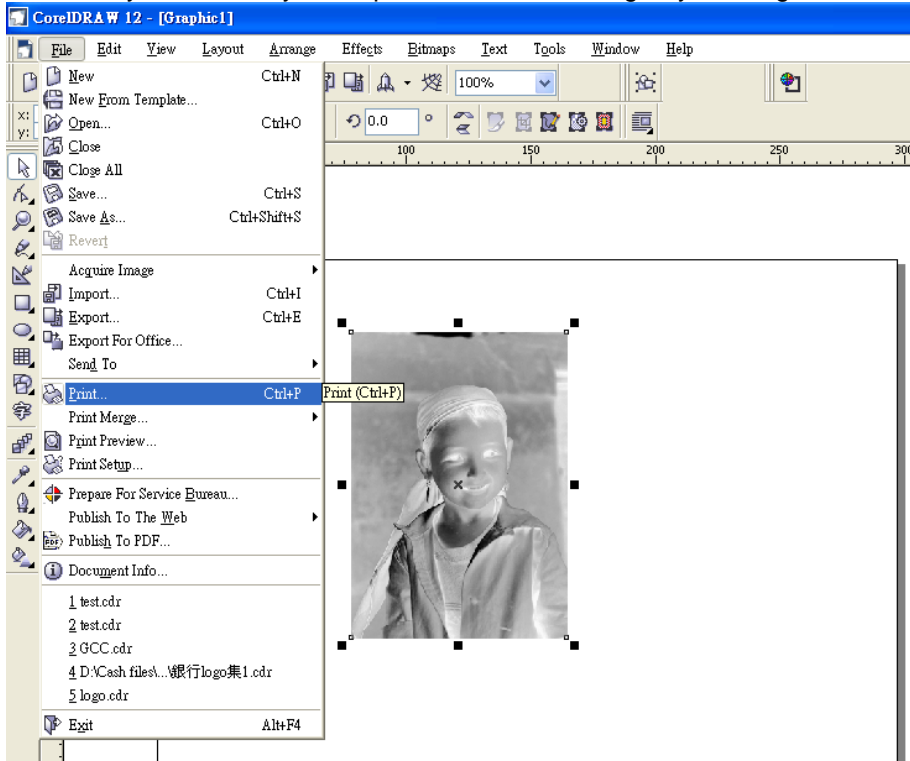 CorelDRAW 12 - [Graphic1]
File Edit View Layout Arrange Effects Bitmaps Text Tools Window Help
New Ctrl+N
100%
New From Template...
x:
y:
Open... Ctrl+O
0.0 °
Close
100 150 200 250 300
Close All
Save... Ctrl+S
Save As... Ctrl+Shift+S
Revert
Acquire Image
Import... Ctrl+I
Export... Ctrl+E
Export For Office...
Send To
Print... Ctrl+P
Print (Ctrl+P)
字
Print Merge...
Print Preview...
Print Setup...
Prepare For Service Bureau...
Publish To The Web
PDF Publish To PDF...
Document Info...
1 test.cdr
2 test.cdr
3 GCC.cdr
4 D:\Cash files\...\銀行logo集1.cdr
5 logo.cdr
Exit Alt+F4